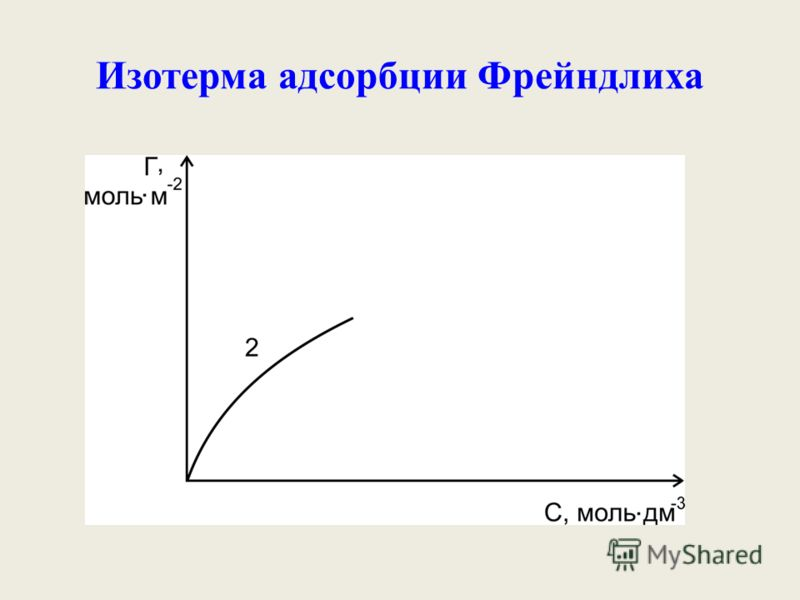 Изотерма адсорбции Фрейндлиха
Г,
моль·м-2
2
С, моль·дм-3
MyShared